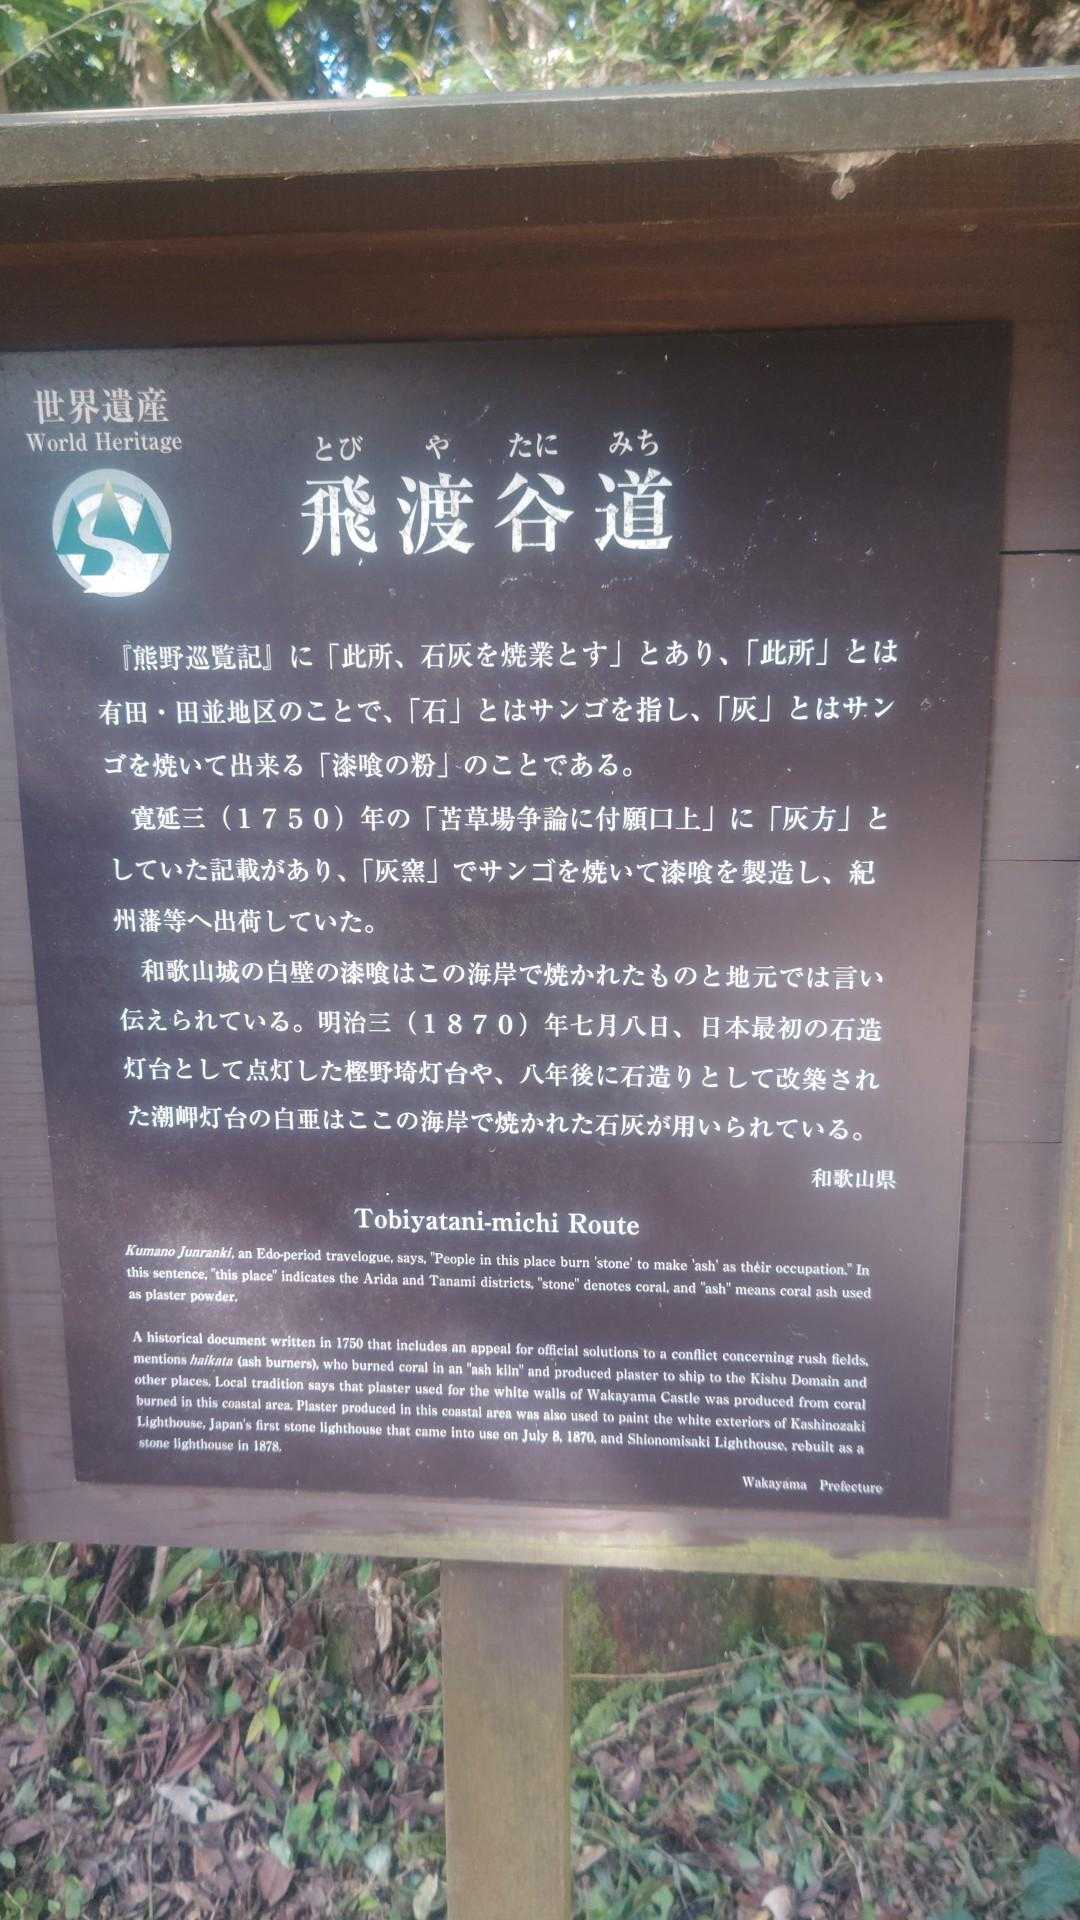 世界遺産
World Heritage
とび や たに みち
飛渡谷道
『熊野巡覧記』に「此所、石灰を焼業とす」とあり、「此所」とは
有田・田並地区のことで、「石」とはサンゴを指し、「灰」とはサン
ゴを焼いて出来る「漆喰の粉」のことである。
寛延三（１７５０）年の「苫草場争論に付願口上」に「灰方」と
していた記載があり、「灰窯」でサンゴを焼いて漆喰を製造し、紀
州藩等へ出荷していた。
和歌山城の白壁の漆喰はこの海岸で焼かれたものと地元では言い
伝えられている。明治三（１８７０）年七月八日、日本最初の石造
灯台として点灯した樫野埼灯台や、八年後に石造りとして改築され
た潮岬灯台の白亜はここの海岸で焼かれた石灰が用いられている。
和歌山県
Tobiyatani-michi Route
Kumano Junranki, an Edo-period travelogue, says, "People in this place burn 'stone' to make 'ash' as their occupation." In
this sentence, "this place" indicates the Arida and Tanami districts, "stone" denotes coral, and "ash" means coral ash used
as plaster powder.
A historical document written in 1750 that includes an appeal for official solutions to a conflict concerning rush fields,
mentions haikata (ash burners), who burned coral in an "ash kiln" and produced plaster to ship to the Kishu Domain and
other places. Local tradition says that plaster used for the white walls of Wakayama Castle was produced from coral
burned in this coastal area. Plaster produced in this coastal area was also used to paint the white exteriors of Kashinozaki
Lighthouse, Japan's first stone lighthouse that came into use on July 8, 1870, and Shionomisaki Lighthouse, rebuilt as a
stone lighthouse in 1878.
Wakayama Prefecture